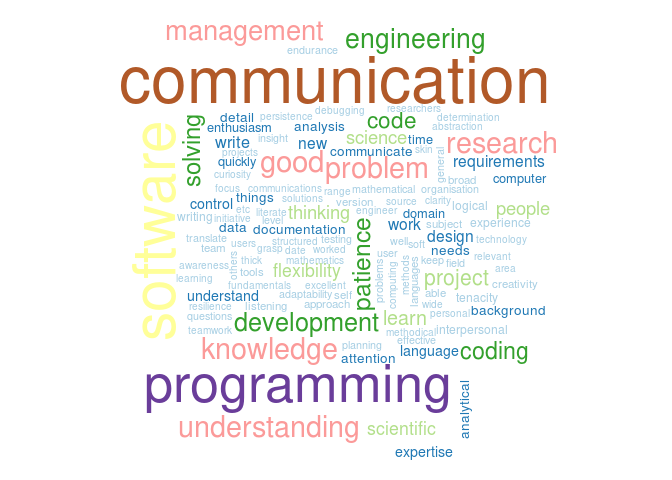 management
engineering
endurance
communication
software
solving
detail
persistence
debugging
researchers
determination
abstraction
code
enthusiasm
analysis
science
time
research
write
insight
new
communicate
skin
general
projects
quickly
curiosity
good
problem
requirements
computer
focus
communications
range
mathematical
organisation
broad
control
things
solutions
version
source
clarity
logical
people
etc
literate
thinking
engineer
domain
writing
initiative
level
work
subject
experience
data
documentation
patience
design
technology
translate
users
structured
testing
well
soft
needs
team
others
grasp
date
worked
user
relevant
thick
mathematics
problems
computing
methods
languages
keep
field
area
awareness
tools
flexibility
project
creativity
learning
fundamentals
excellent
able
understand
adaptability
self
wide
tenacity
resilience
listening
approach
personal
background
questions
development
learn
teamwork
methodical
interpersonal
effective
knowledge
planning
attention
language
coding
programming
analytical
understanding
scientific
expertise